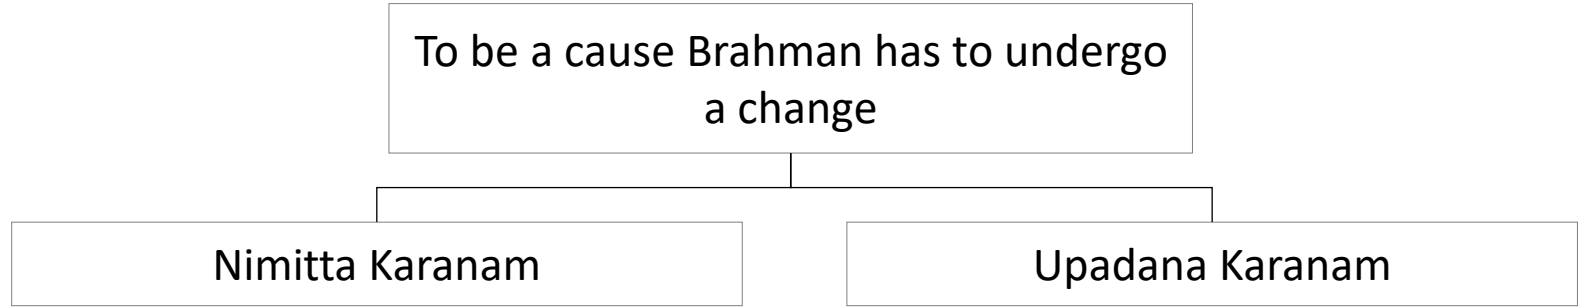 To be a cause Brahman has to undergo
a change
Nimitta Karanam
Upadana Karanam